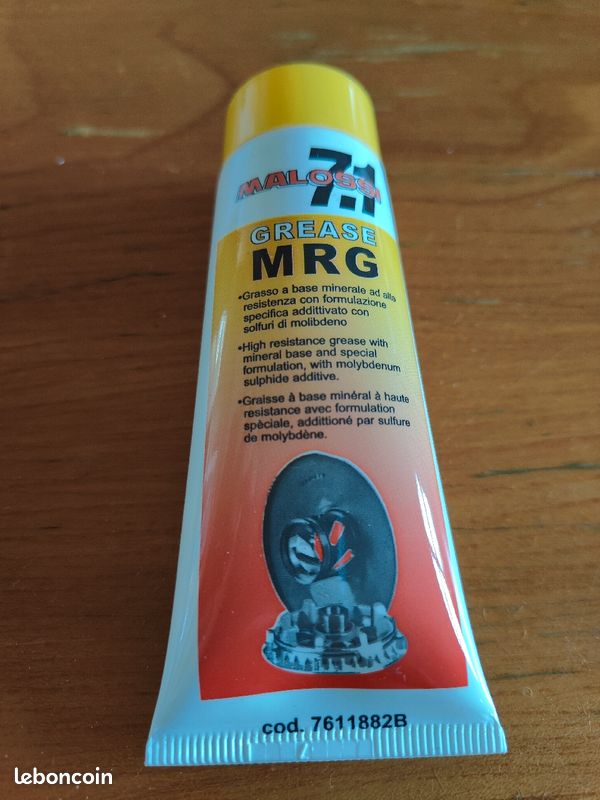 7.1
MALOSSI
GREASE
MRG
•Grasso a base minerale ad alta
resistenza con formulazione
specifica addittivato con
solfuri di molibdeno
•High resistance grease with
mineral base and special
formulation, with molybdenum
sulphide additive.
•Graisse à base minéral à haute
resistance avec formulation
spèciale, addittioné par sulfure
de molybdène.
cod. 7611882B
leboncoin